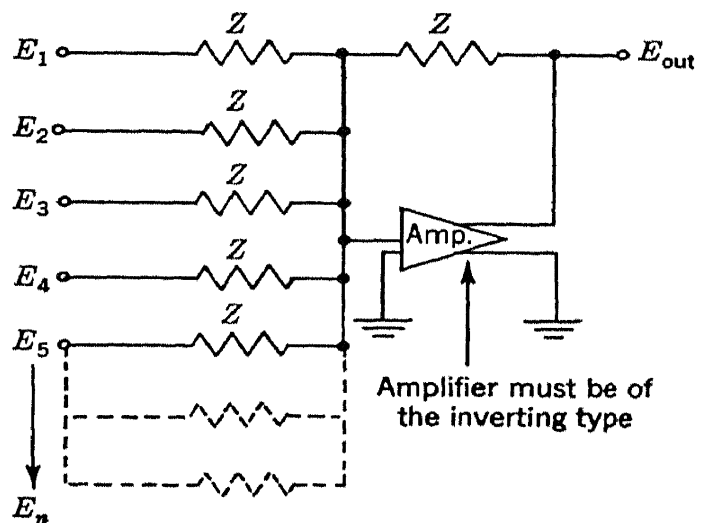 Z Z
E1 Eout
Z
E2
Z
E3
Amp.
Z
E4
Z
E5
Amplifier must be of
the inverting type
En